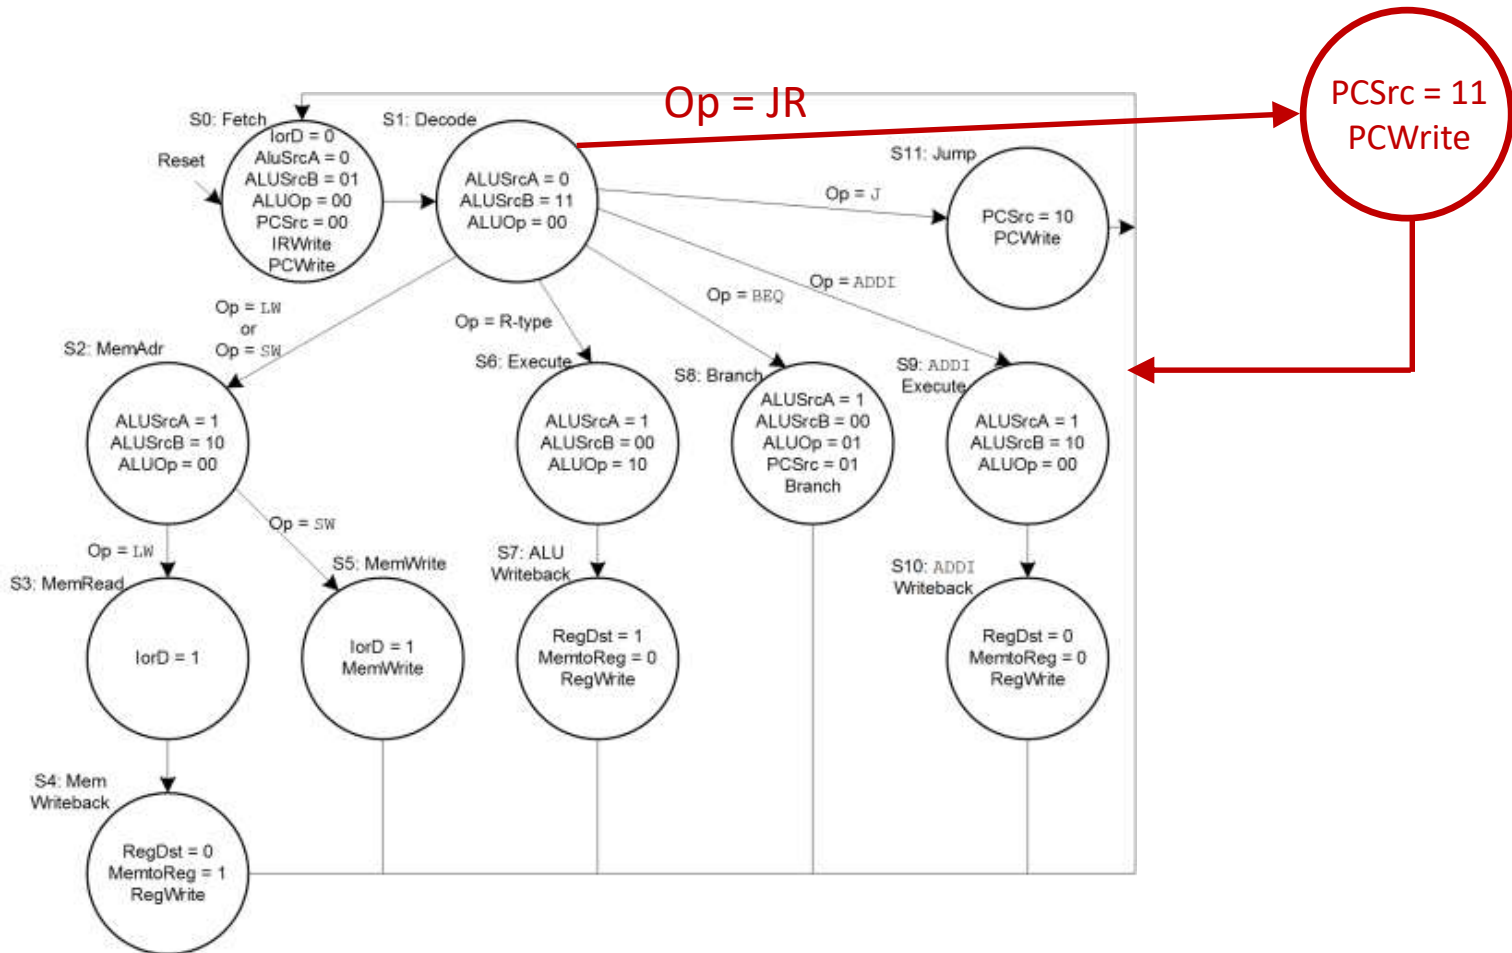 Op = JR
PCSrc = 11
PCWrite
S0: Fetch
Reset
IorD = 0
AluSrcA = 0
ALUSrcB = 01
ALUOp = 00
PCSrc = 00
IRWrite
PCWrite
S1: Decode
ALUSrcA = 0
ALUSrcB = 11
ALUOp = 00
S11: Jump
Op = J
PCSrc = 10
PCWrite
Op = LW
or
Op = SW
Op = R-type
Op = BEQ
Op = ADDI
S2: MemAdr
ALUSrcA = 1
ALUSrcB = 10
ALUOp = 00
S6: Execute
ALUSrcA = 1
ALUSrcB = 00
ALUOp = 10
S8: Branch
ALUSrcA = 1
ALUSrcB = 00
ALUOp = 01
PCSrc = 01
Branch
S9: ADDI
Execute
ALUSrcA = 1
ALUSrcB = 10
ALUOp = 00
Op = SW
Op = LW
S3: MemRead
IorD = 1
S5: MemWrite
IorD = 1
MemWrite
S7: ALU
Writeback
RegDst = 1
MemtoReg = 0
RegWrite
S10: ADDI
Writeback
RegDst = 0
MemtoReg = 0
RegWrite
S4: Mem
Writeback
RegDst = 0
MemtoReg = 1
RegWrite